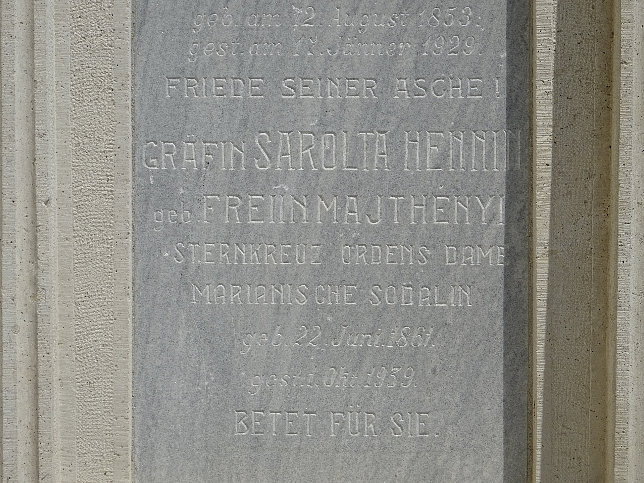 geb. am 12. August 1853.
gest. am 17. Jänner 1929.
FRIEDE SEINER ASCHE!
GRÄFIN SAROLTA HENNIN
geb. FREIIN MAJTHÉNYI
STERNKREUZ ORDENS DAME
MARIANISCHE SODALIN
geb. 22. Juni. 1861.
gest. 1. Okt. 1939.
BETET FÜR SIE.